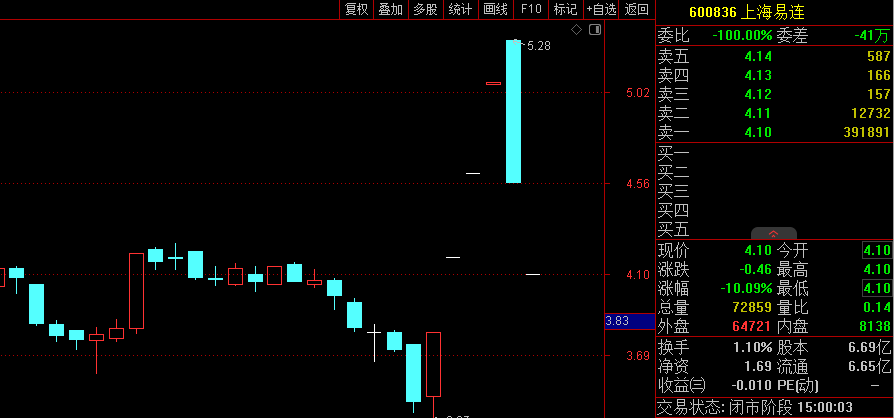 复权 叠加 多股 统计 画线 F10 标记 +自选 返回
600836 上海易连
委比 -100.00% 委差 -41万
卖五 4.14 587
卖四 4.13 166
卖三 4.12 157
卖二 4.11 12732
卖一 4.10 391891
买一
买二
买三
买四
买五
现价 4.10 今开 4.10
涨跌 -0.46 最高 4.10
涨幅 -10.09% 最低 4.10
总量 72859 量比 0.14
外盘 64721 内盘 8138
换手 1.10% 股本 6.69亿
净资 1.69 流通 6.65亿
收益㈢ -0.010 PE(动) –
交易状态: 闭市阶段 15:00:03
5.28
5.02
4.56
4.10
3.83
3.69